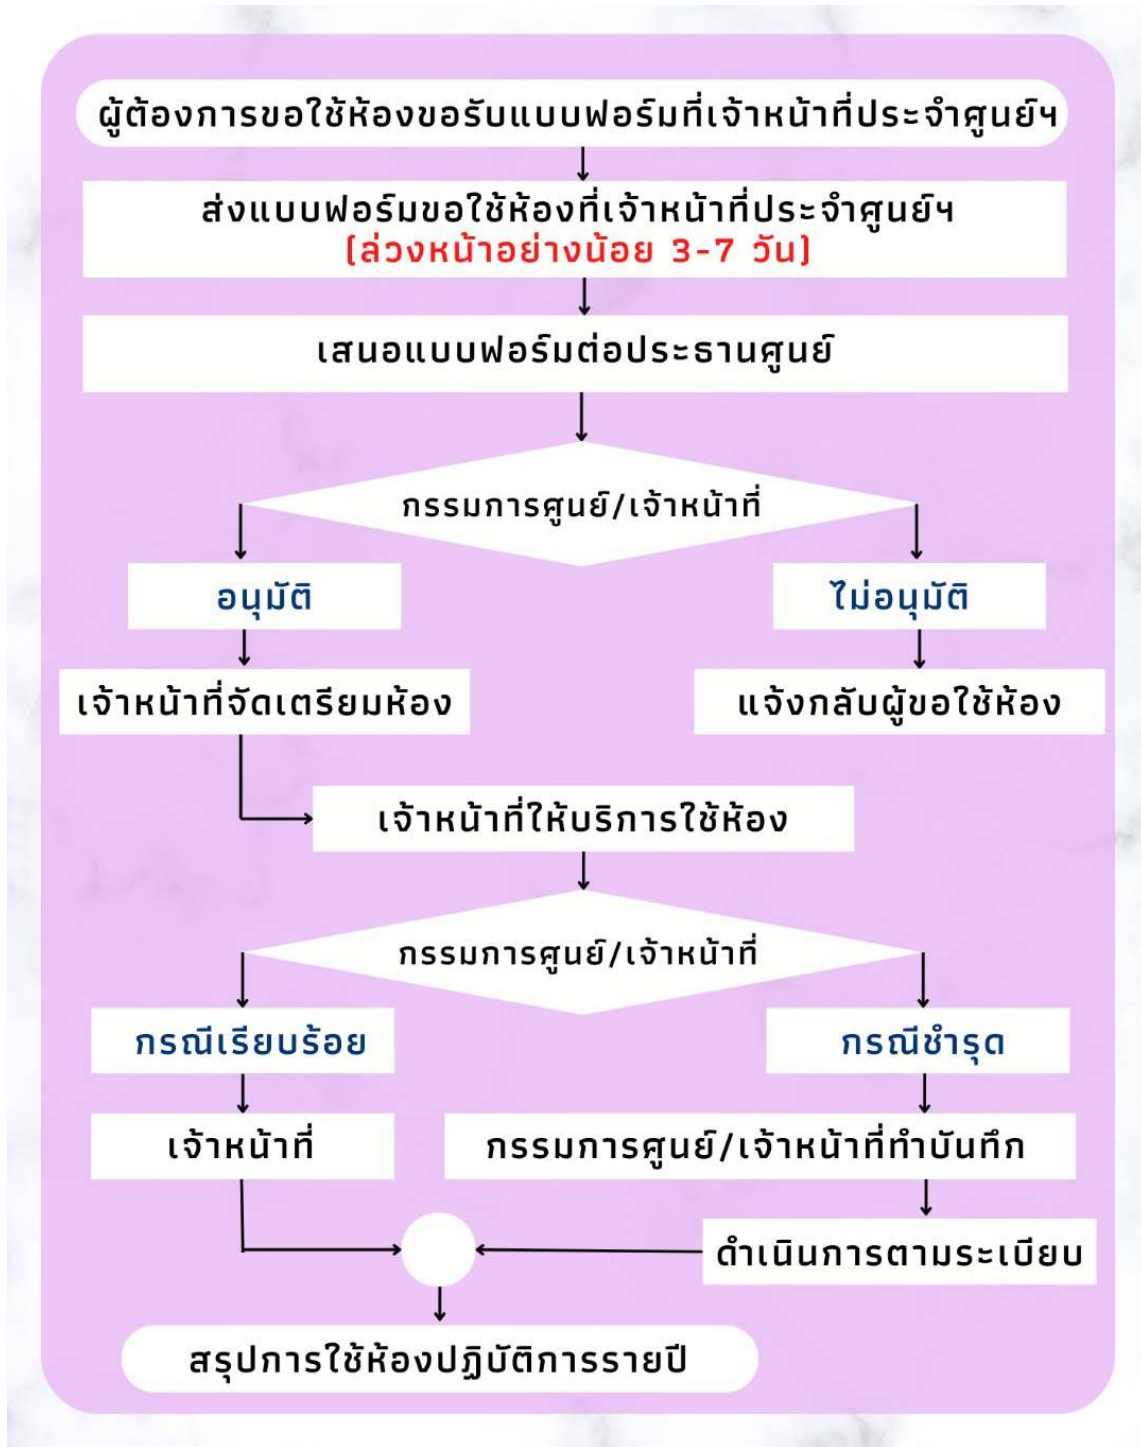 ผู้ต้องการขอใช้ห้องขอรับแบบฟอร์มที่เจ้าหน้าที่ประจำศูนย์ฯ
ส่งแบบฟอร์มขอใช้ห้องที่เจ้าหน้าที่ประจำศูนย์ฯ
(ล่วงหน้าอย่างน้อย 3-7 วัน)
เสนอแบบฟอร์มต่อประธานศูนย์
กรรมการศูนย์/เจ้าหน้าที่
อนุมัติ
ไม่อนุมัติ
เจ้าหน้าที่จัดเตรียมห้อง
แจ้งกลับผู้ขอใช้ห้อง
เจ้าหน้าที่ให้บริการใช้ห้อง
กรรมการศูนย์/เจ้าหน้าที่
กรณีเรียบร้อย
กรณีชำรุด
เจ้าหน้าที่
กรรมการศูนย์/เจ้าหน้าที่ทำบันทึก
ดำเนินการตามระเบียบ
สรุปการใช้ห้องปฏิบัติการรายปี